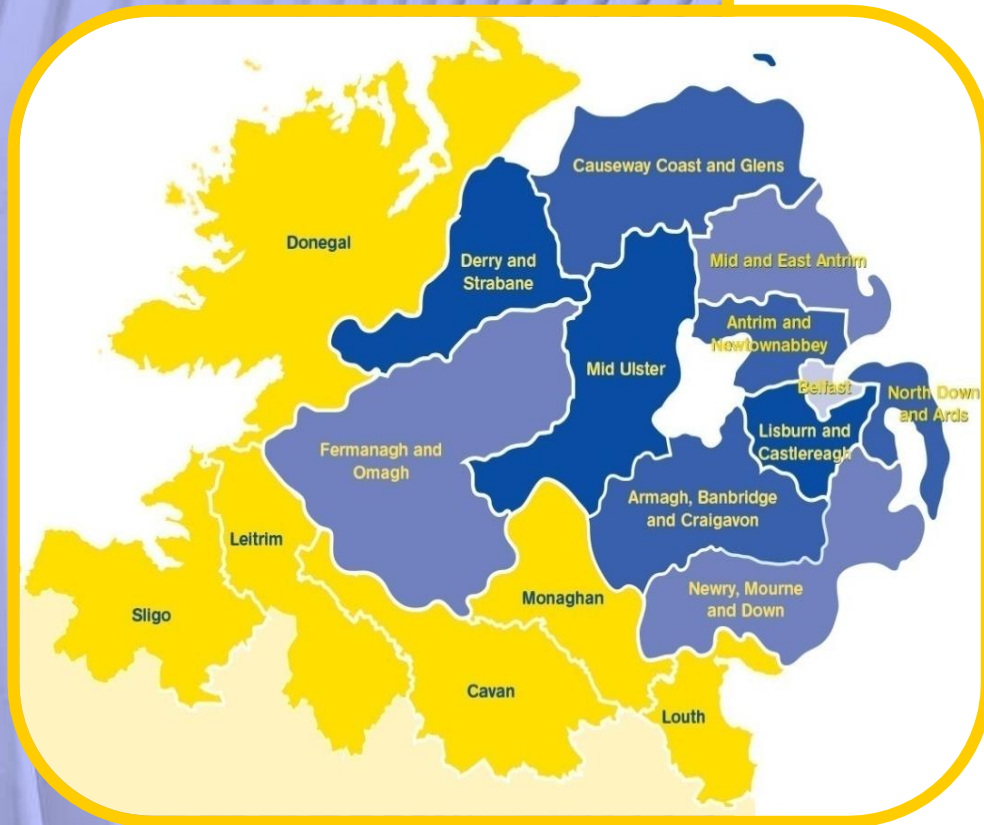 Causeway Coast and Glens
Donegal
Derry and
Strabane
Mid and East Antrim
Antrim and
Newtownabbey
Mid Ulster
Belfast
North Down
and Ards
Lisburn and
Castlereagh
Fermanagh and
Omagh
Armagh, Banbridge
and Craigavon
Leitrim
Monaghan
Newry, Mourne
and Down
Sligo
Cavan
Louth